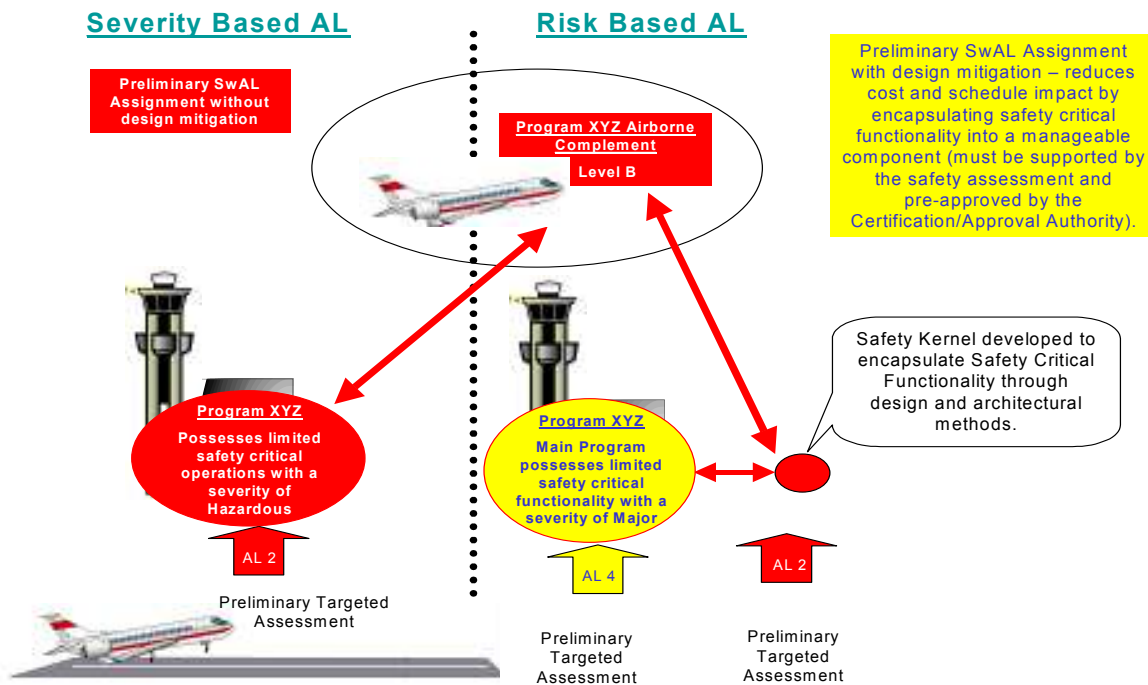 Severity Based AL
Risk Based AL
Preliminary SwAL
Assignment without
design mitigation
Program XYZ Airborne
Complement
Level B
Preliminary SwAL Assignment
with design mitigation – reduces
cost and schedule impact by
encapsulating safety critical
functionality into a manageable
component (must be supported by
the safety assessment and
pre-approved by the
Certification/Approval Authority).
Safety Kernel developed to
encapsulate Safety Critical
Functionality through
design and architectural
methods.
Program XYZ
Possesses limited
safety critical
operations with a
severity of
Hazardous
AL 2
Preliminary Targeted
Assessment
Program XYZ
Main Program
possesses limited
safety critical
functionality with a
severity of Major
AL 4
Preliminary
Targeted
Assessment
AL 2
Preliminary
Targeted
Assessment